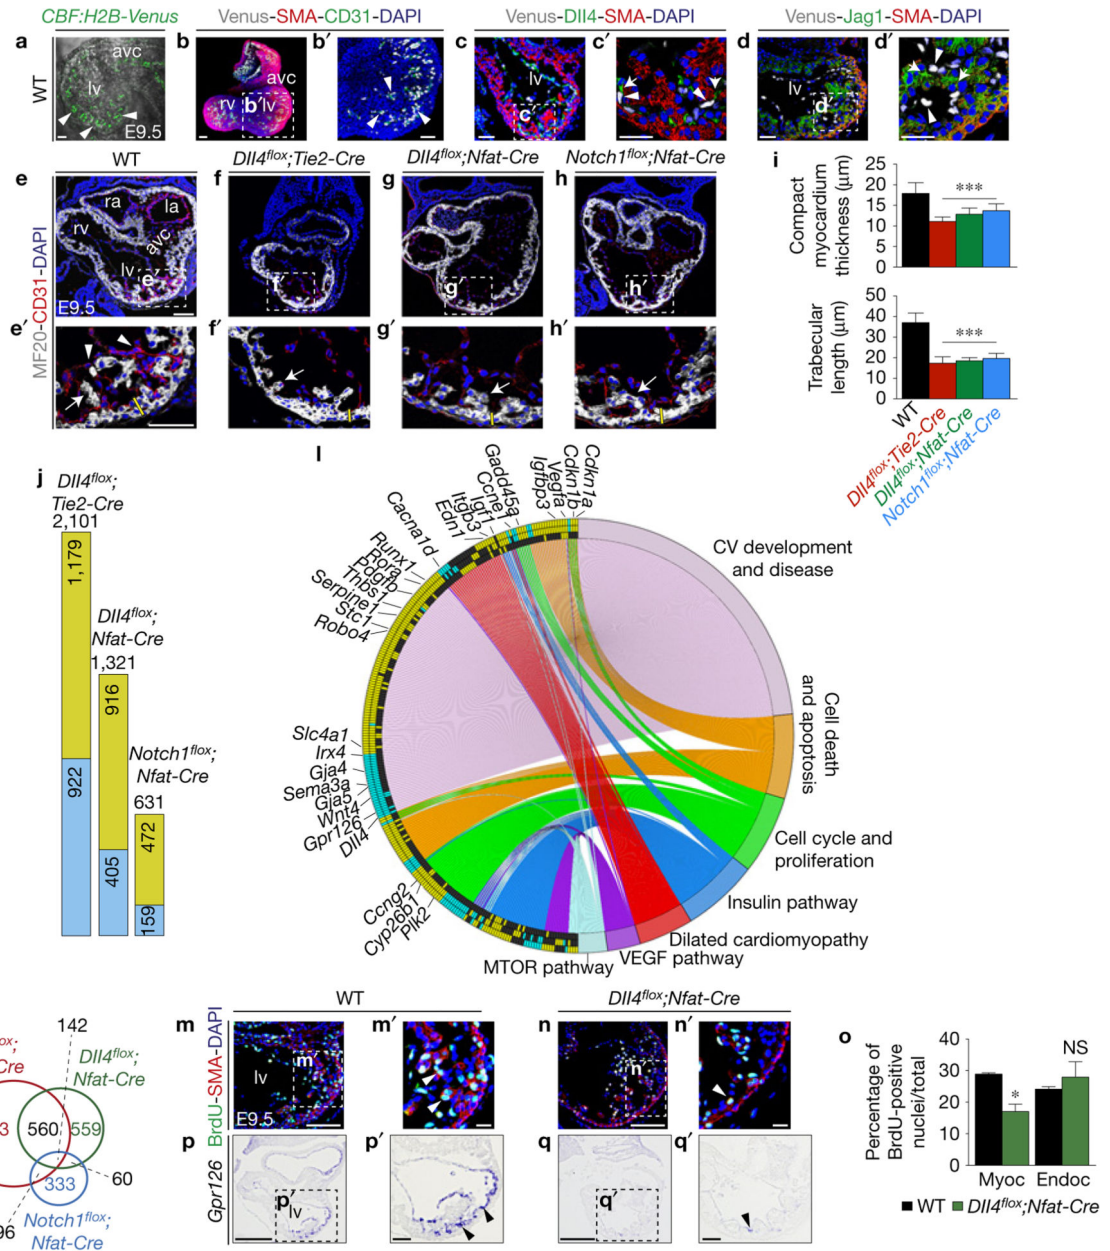 CBF:H2B-Venus
Venus-SMA-CD31-DAPI
Venus-Dll4-SMA-DAPI
Venus-Jag1-SMA-DAPI
a
b
b′
c
c′
d
d′
WT
avc
lv
E9.5
avc
rv
b′
lv
lv
c′
lv
d′
WT
Dll4flox;Tie2-Cre
Dll4flox;Nfat-Cre
Notch1flox;Nfat-Cre
e
f
g
h
ra
la
rv
avc
lv
e′
E9.5
f′
g′
h′
e′
f′
g′
h′
MF20-CD31-DAPI
i
Compact
myocardium
thickness (μm)
25
20
15
10
5
0
***
Trabecular
length (μm)
50
40
30
20
10
0
***
WT
Dll4flox;Tie2-Cre
Dll4flox;Nfat-Cre
Notch1flox;Nfat-Cre
j
Dll4flox;
Tie2-Cre
2,101
1,179
922
Dll4flox;
Nfat-Cre
1,321
916
405
Notch1flox;
Nfat-Cre
631
472
159
l
Cdkn1a
Cdkn1b
Vegfa
Igfbp3
Gadd45a
Ccne1
Igf1
Itgb3
Edn1
Cacna1d
Runx1
Rora
Pdgfb
Thbs1
Serpine1
Stc1
Robo4
Slc4a1
Irx4
Gja4
Sema3a
Gja5
Wnt4
Gpr126
Dll4
Ccng2
Cyp26b1
Plk2
CV development
and disease
Cell death
and apoptosis
Cell cycle and
proliferation
Insulin pathway
Dilated cardiomyopathy
VEGF pathway
MTOR pathway
142
ox;
Cre
Dll4flox;
Nfat-Cre
3
560
559
333
60
96
Notch1flox;
Nfat-Cre
WT
Dll4flox;Nfat-Cre
m
m′
n
n′
BrdU-SMA-DAPI
lv
m′
E9.5
n′
p
p′
q
q′
Gpr126
p′
lv
q′
o
Percentage of
BrdU-positive
nuclei/total
40
30
20
10
0
*
NS
Myoc
Endoc
WT
Dll4flox;Nfat-Cre